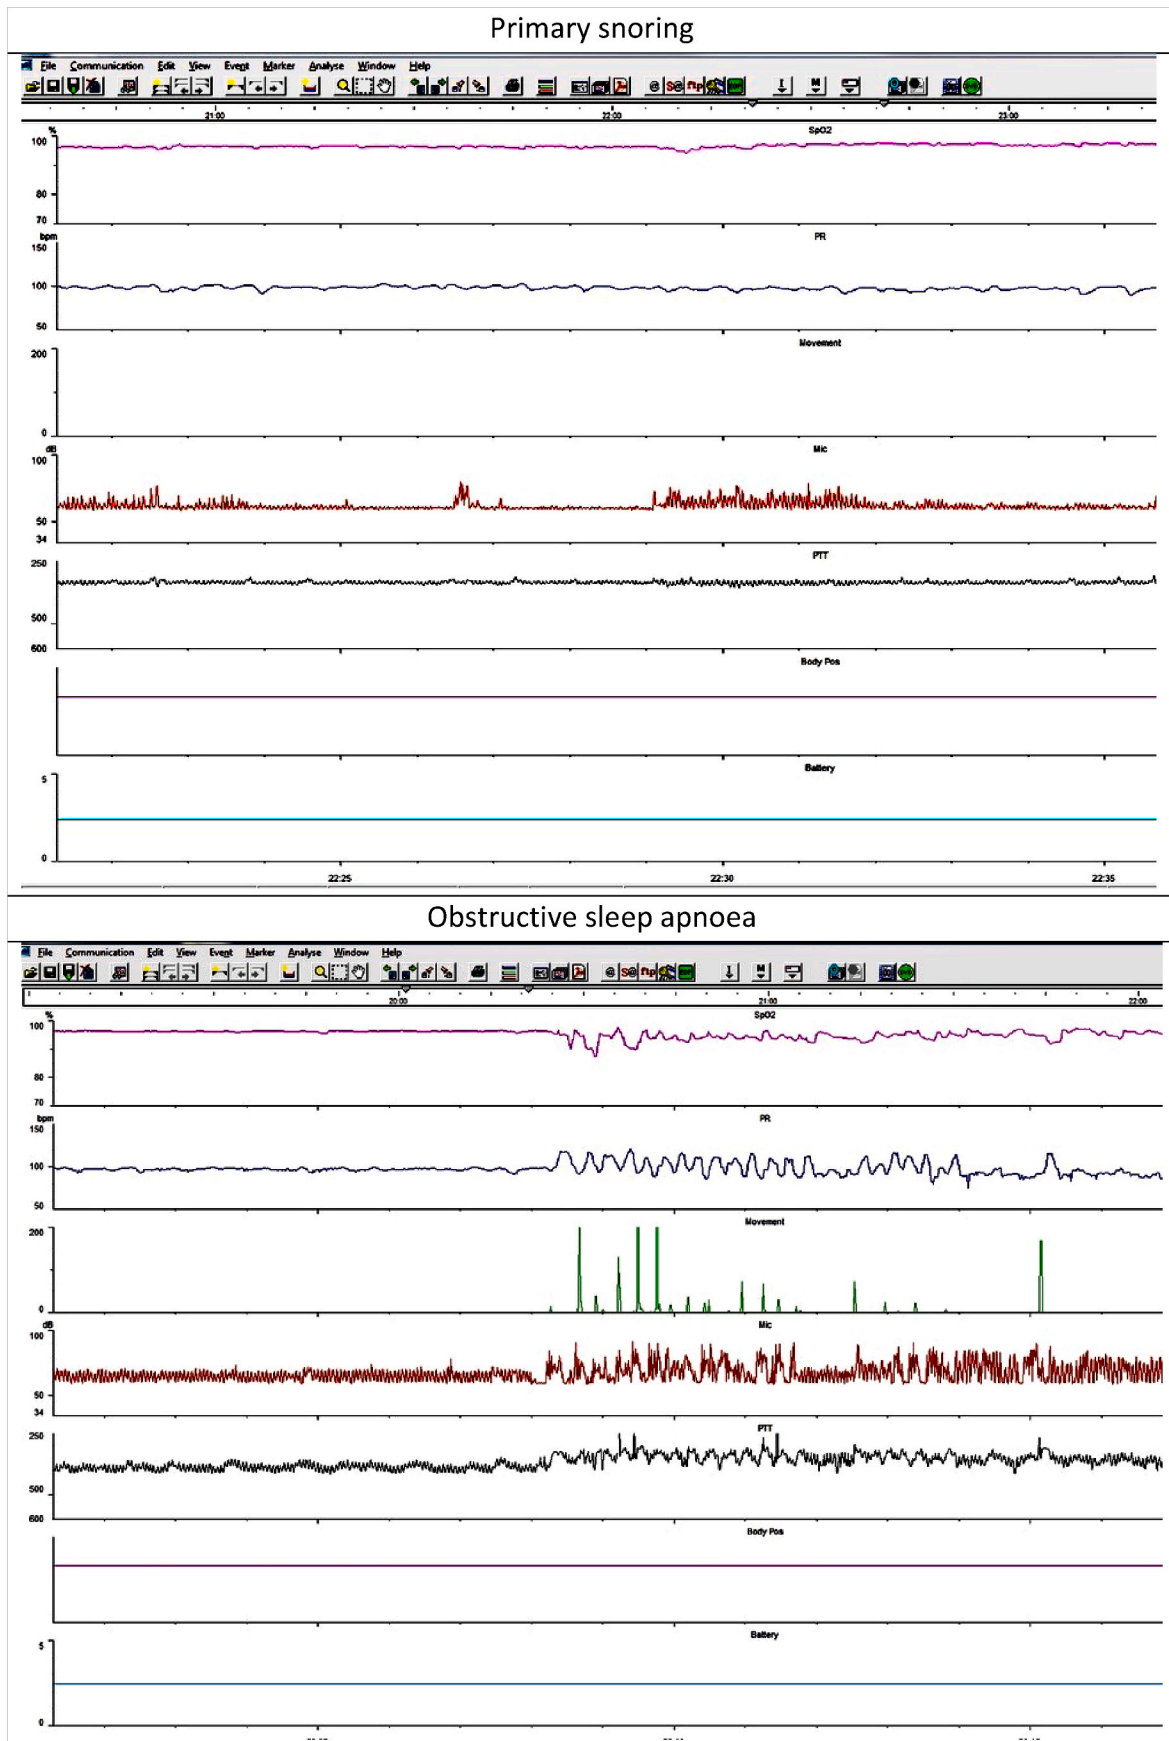 Primary snoring
File Communication Edit View Event Marker Analyse Window Help
@ S@ ftp
21:00 22:00 23:00
% SpO2
100
80
70
bpm PR
150
100
50
Movement
200
0
dB Mic
100
50
34
PTT
250
500
600
Body Pos
Battery
5
0
22:25 22:30 22:35
Obstructive sleep apnoea
File Communication Edit View Event Marker Analyse Window Help
@ S@ ftp
20:00 21:00 22:00
% SpO2
100
80
70
bpm PR
150
100
50
Movement
200
0
dB Mic
100
50
34
PTT
250
500
600
Body Pos
Battery
5
0